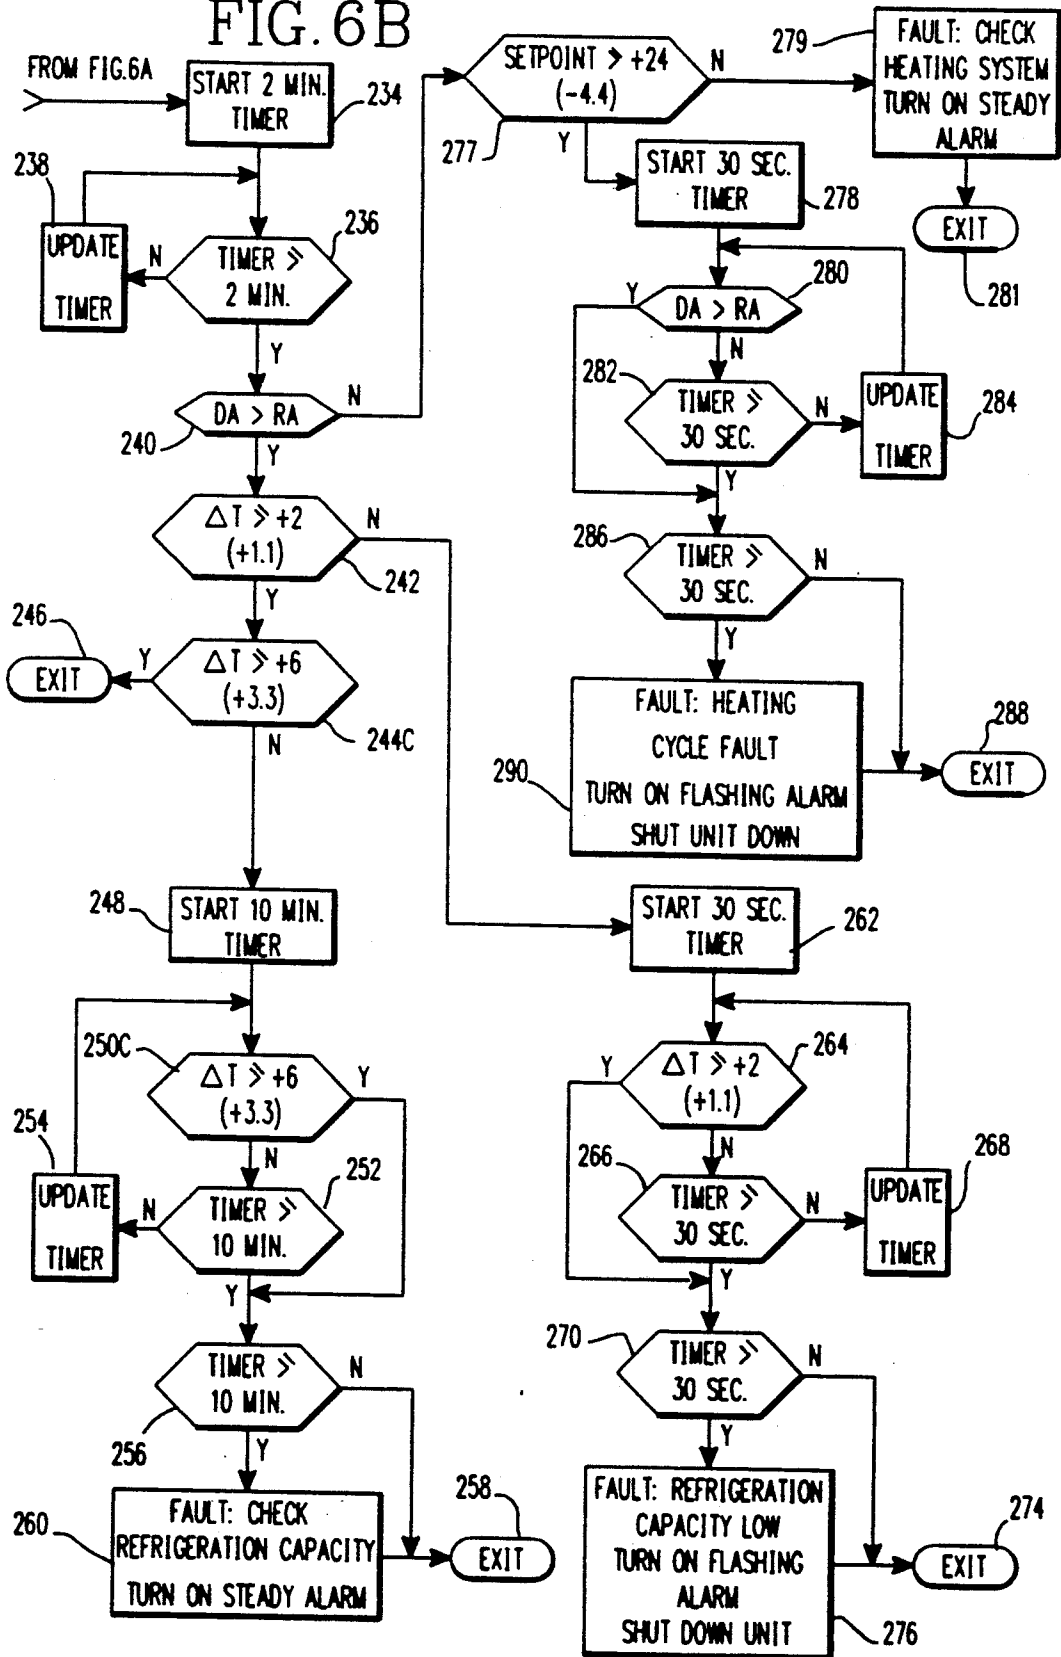 FIG. 6B
FROM FIG.6A
START 2 MIN.
TIMER
234
238
UPDATE
TIMER
N
TIMER ⩾
2 MIN.
236
Y
DA > RA
N
240
Y
△T ⩾ +2
(+1.1)
N
242
Y
246
EXIT
Y
△T ⩾ +6
(+3.3)
244C
N
248
START 10 MIN.
TIMER
250C
△T ⩾ +6
(+3.3)
Y
254
UPDATE
TIMER
N
N
252
TIMER ⩾
10 MIN.
Y
TIMER ⩾
10 MIN.
N
256
Y
260
FAULT: CHECK
REFRIGERATION CAPACITY
TURN ON STEADY ALARM
258
EXIT
SETPOINT ⩾ +24
(-4.4)
N
277
Y
279
FAULT: CHECK
HEATING SYSTEM
TURN ON STEADY
ALARM
EXIT
281
START 30 SEC.
TIMER
278
Y
DA > RA
280
N
282
TIMER ⩾
30 SEC.
N
UPDATE
TIMER
284
Y
286
TIMER ⩾
30 SEC.
N
Y
FAULT: HEATING
CYCLE FAULT
TURN ON FLASHING ALARM
SHUT UNIT DOWN
290
288
EXIT
START 30 SEC.
TIMER
262
Y
△T ⩾ +2
(+1.1)
264
N
266
TIMER ⩾
30 SEC.
N
UPDATE
TIMER
268
Y
270
TIMER ⩾
30 SEC.
N
Y
FAULT: REFRIGERATION
CAPACITY LOW
TURN ON FLASHING
ALARM
SHUT DOWN UNIT
276
274
EXIT